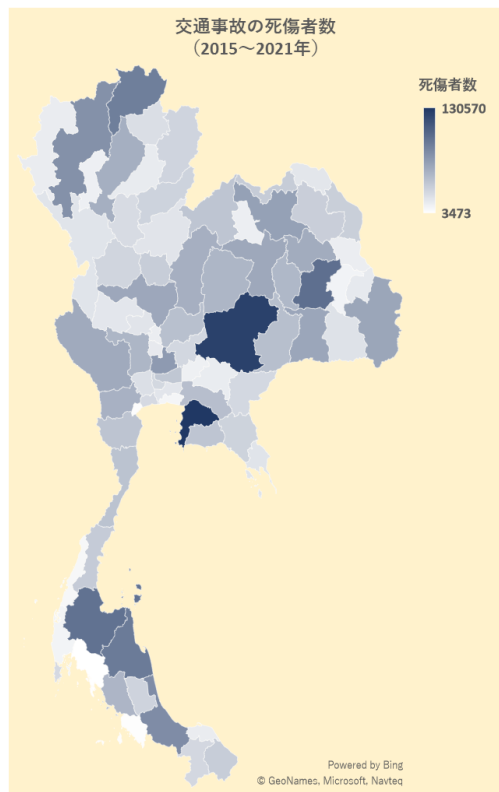 交通事故の死傷者数
（2015～2021年）
死傷者数
130570
3473
Powered by Bing
© GeoNames, Microsoft, Navteq